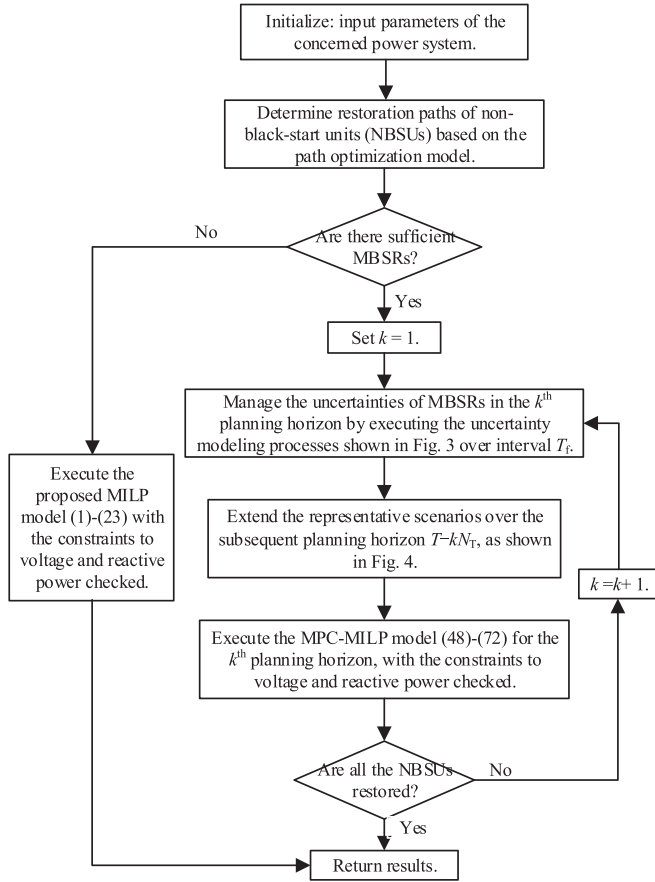 Initialize: input parameters of the
concerned power system.
Determine restoration paths of non-
black-start units (NBSUs) based on the
path optimization model.
No
Are there sufficient
MBSRs?
Yes
Set k = 1.
Manage the uncertainties of MBSRs in the kth
planning horizon by executing the uncertainty
modeling processes shown in Fig. 3 over interval Tf.
Execute the
proposed MILP
model (1)-(23) with
the constraints to
voltage and reactive
power checked.
Extend the representative scenarios over the
subsequent planning horizon T−kNT, as shown
in Fig. 4.
k =k+ 1.
Execute the MPC-MILP model (48)-(72) for the
kth planning horizon, with the constraints to
voltage and reactive power checked.
Are all the NBSUs
restored?
No
Yes
Return results.